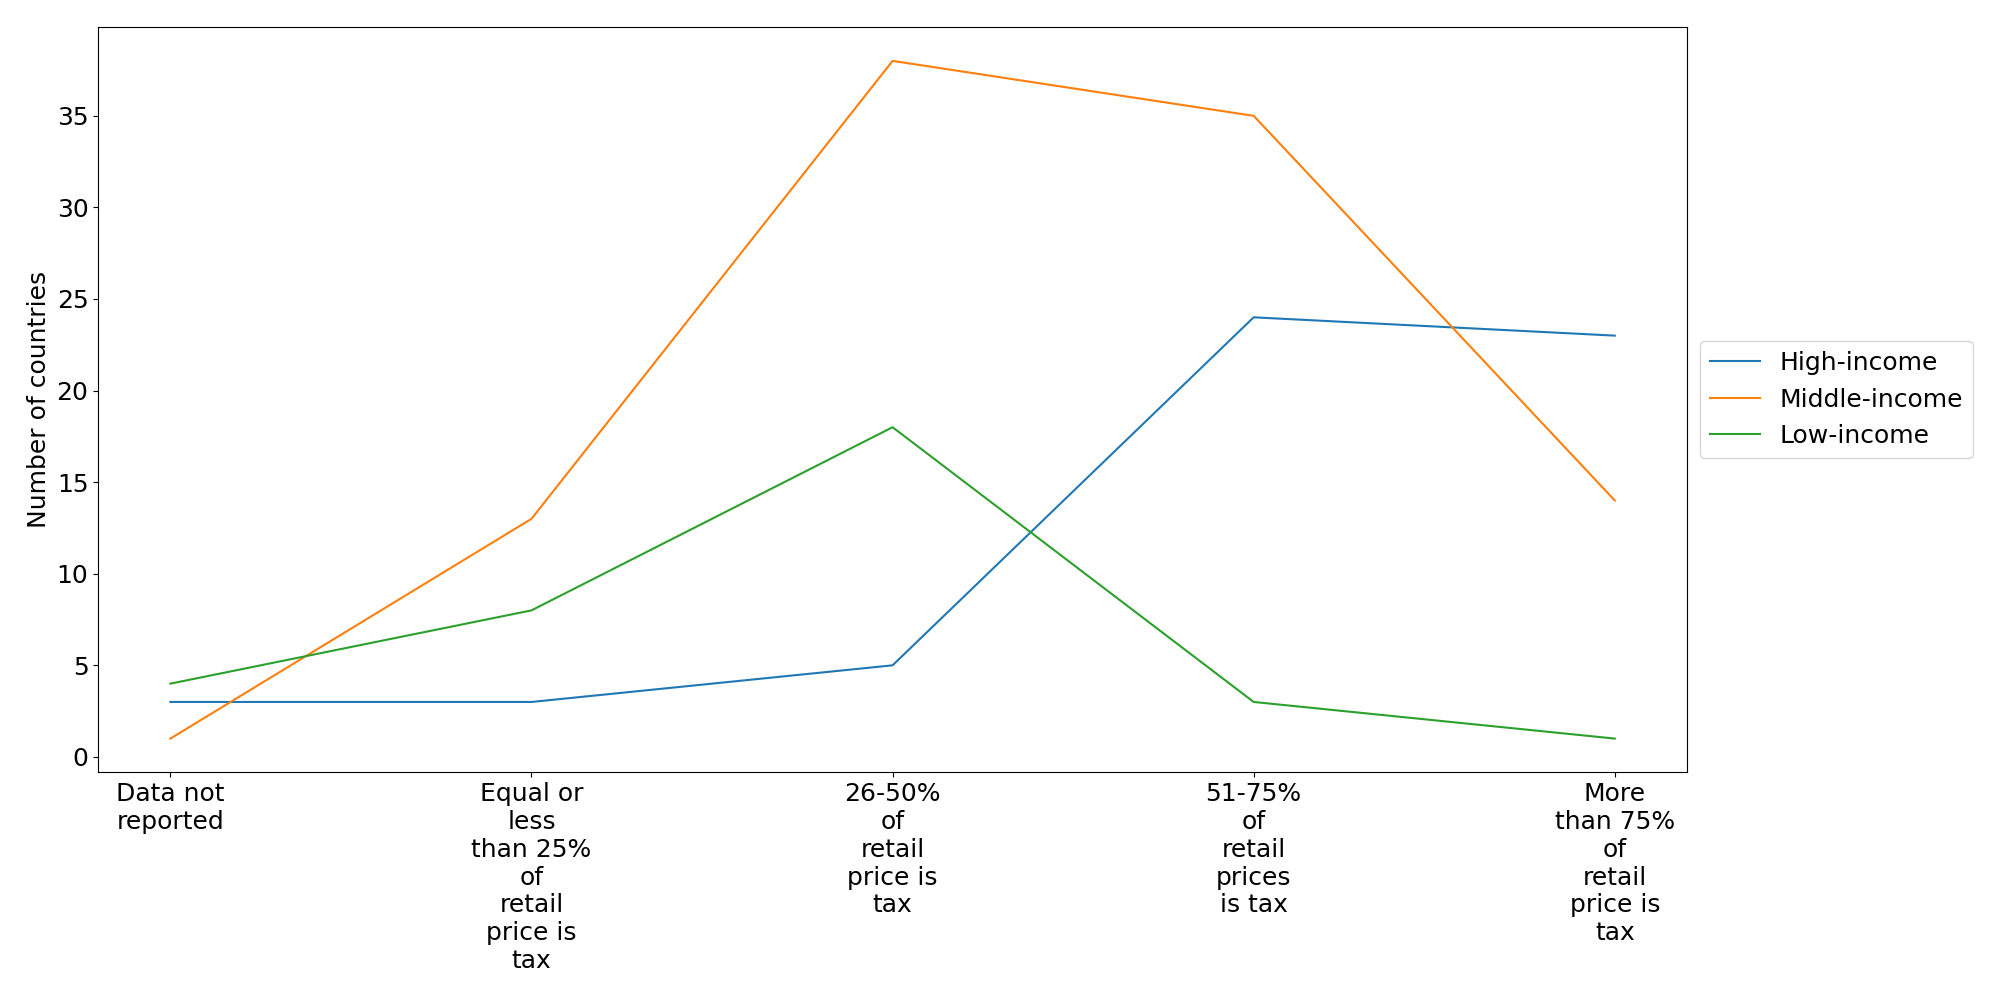 Number of countries
35
30
25
20
15
10
5
0
Data not
reported
Equal or
less
than 25%
of
retail
price is
tax
26-50%
of
retail
price is
tax
51-75%
of
retail
prices
is tax
More
than 75%
of
retail
price is
tax
High-income
Middle-income
Low-income